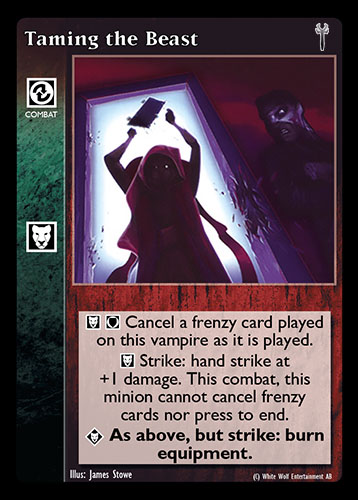 Taming the Beast
COMBAT
Cancel a frenzy card played
on this vampire as it is played.
Strike: hand strike at
+1 damage. This combat, this
minion cannot cancel frenzy
cards nor press to end.
As above, but strike: burn
equipment.
Illus: James Stowe
(C) White Wolf Entertainment AB